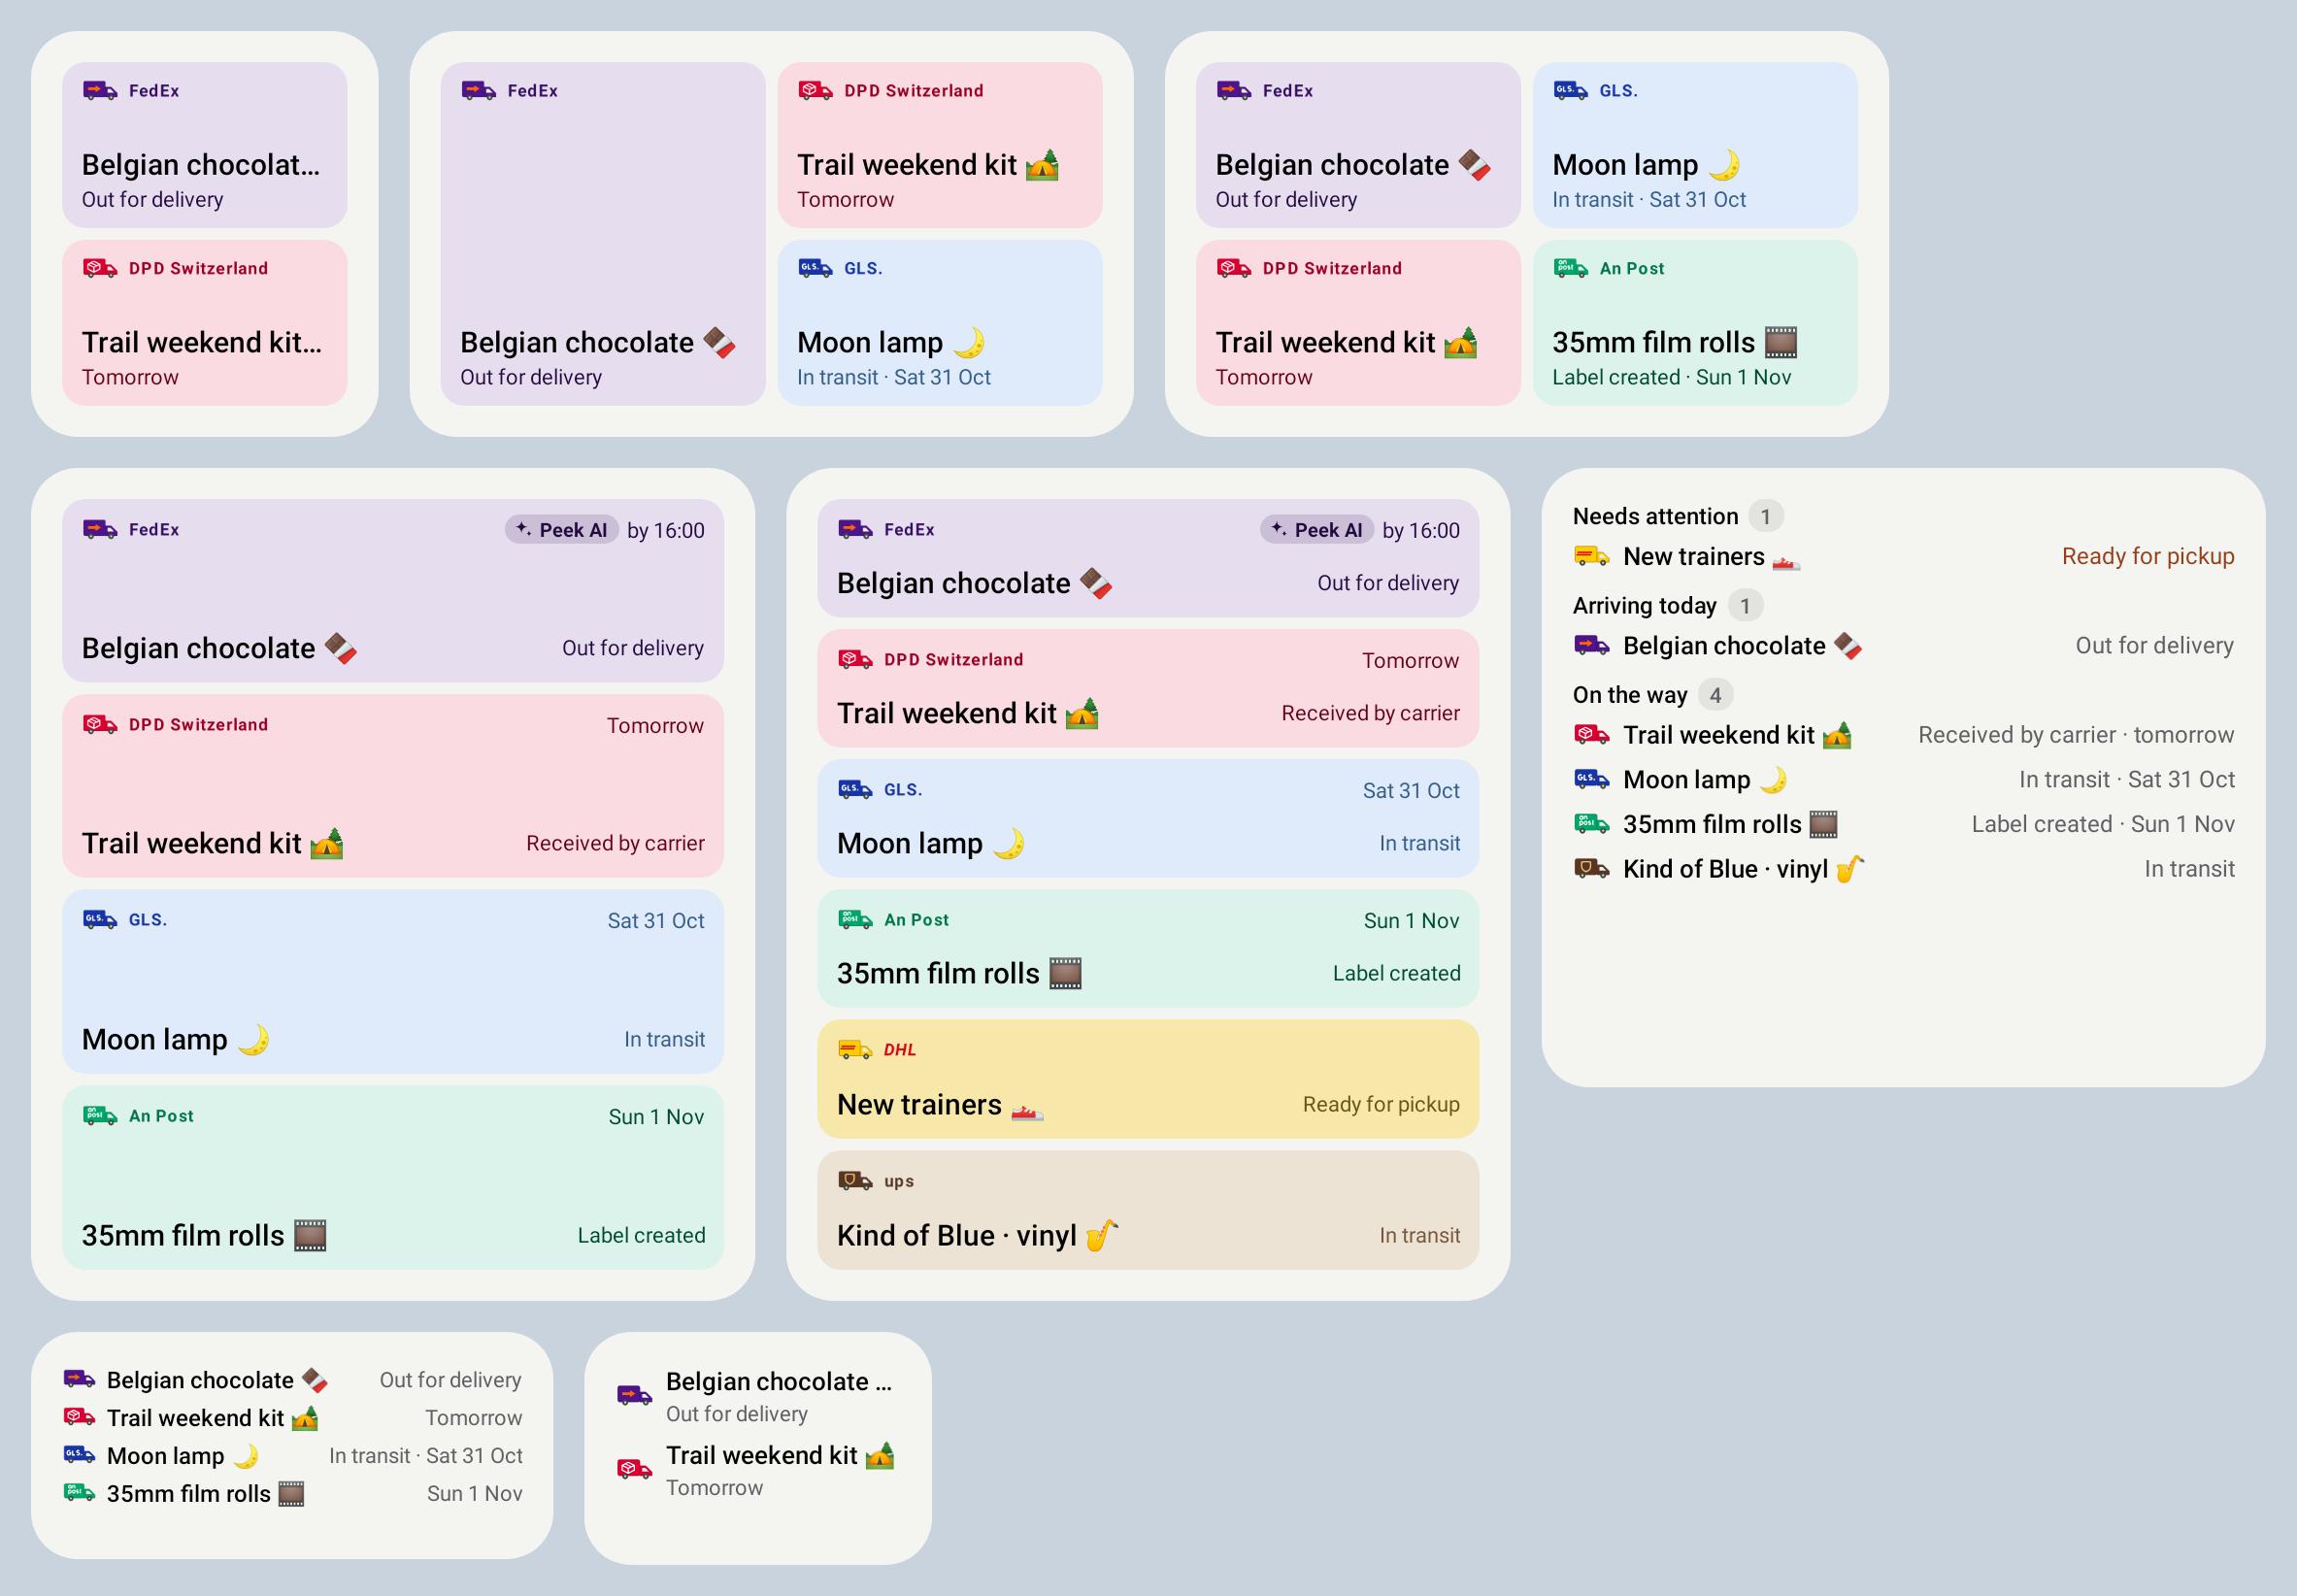 FedEx
Belgian chocolat...
Out for delivery
DPD Switzerland
Trail weekend kit...
Tomorrow
FedEx
Belgian chocolate 🍫
Out for delivery
DPD Switzerland
Trail weekend kit 🏕️
Tomorrow
GLS.
Moon lamp 🌙
In transit · Sat 31 Oct
FedEx
Belgian chocolate 🍫
Out for delivery
GLS.
Moon lamp 🌙
In transit · Sat 31 Oct
DPD Switzerland
Trail weekend kit 🏕️
Tomorrow
An Post
35mm film rolls 🎞️
Label created · Sun 1 Nov
FedEx Peek AI by 16:00
Belgian chocolate 🍫 Out for delivery
DPD Switzerland Tomorrow
Trail weekend kit 🏕️ Received by carrier
GLS. Sat 31 Oct
Moon lamp 🌙 In transit
An Post Sun 1 Nov
35mm film rolls 🎞️ Label created
FedEx Peek AI by 16:00
Belgian chocolate 🍫 Out for delivery
DPD Switzerland Tomorrow
Trail weekend kit 🏕️ Received by carrier
GLS. Sat 31 Oct
Moon lamp 🌙 In transit
An Post Sun 1 Nov
35mm film rolls 🎞️ Label created
DHL
New trainers 👟 Ready for pickup
ups
Kind of Blue · vinyl 🎷 In transit
Needs attention 1
New trainers 👟 Ready for pickup
Arriving today 1
Belgian chocolate 🍫 Out for delivery
On the way 4
Trail weekend kit 🏕️ Received by carrier · tomorrow
Moon lamp 🌙 In transit · Sat 31 Oct
35mm film rolls 🎞️ Label created · Sun 1 Nov
Kind of Blue · vinyl 🎷 In transit
Belgian chocolate 🍫 Out for delivery
Trail weekend kit 🏕️ Tomorrow
Moon lamp 🌙 In transit · Sat 31 Oct
35mm film rolls 🎞️ Sun 1 Nov
Belgian chocolate ...
Out for delivery
Trail weekend kit 🏕️
Tomorrow